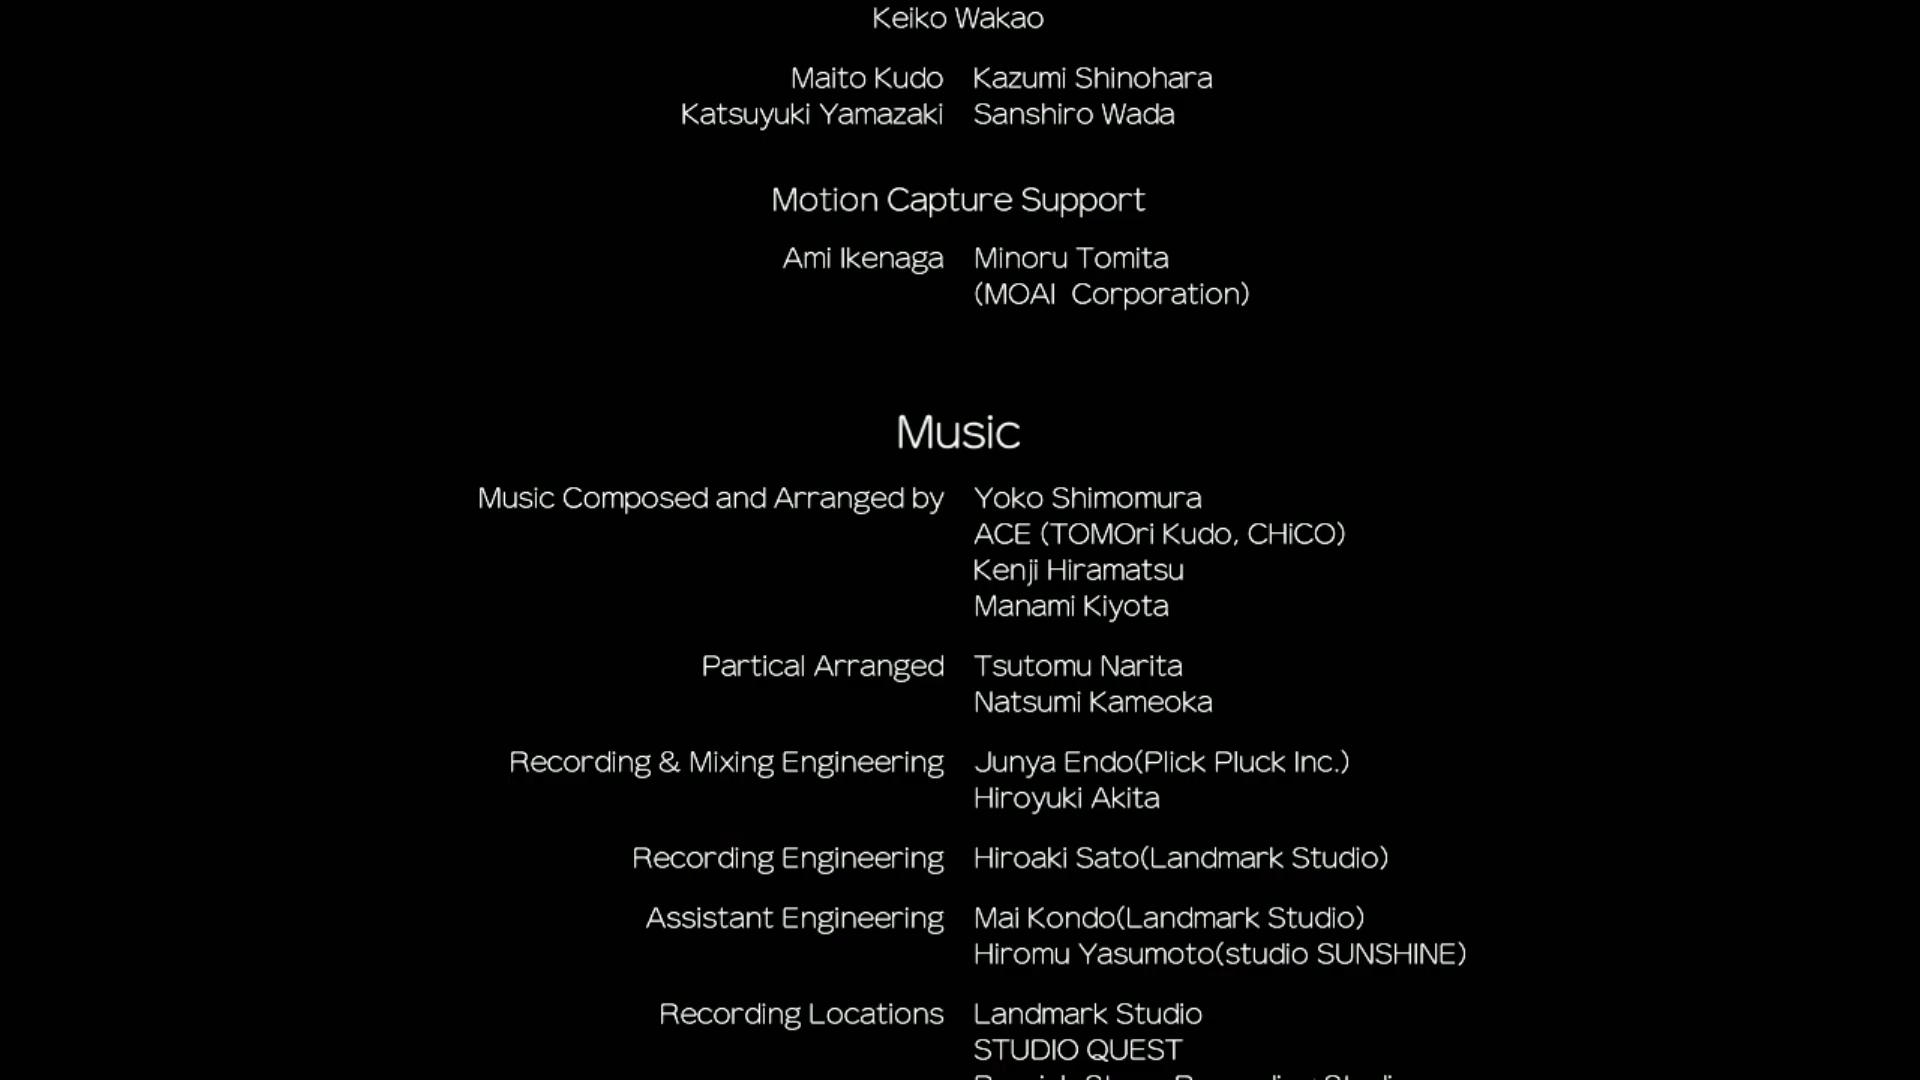 Keiko Wakao
Maito Kudo Kazumi Shinohara
Katsuyuki Yamazaki Sanshiro Wada
Motion Capture Support
Ami Ikenaga Minoru Tomita
(MOAI Corporation)
Music
Music Composed and Arranged by Yoko Shimomura
ACE (TOMOri Kudo, CHiCO)
Kenji Hiramatsu
Manami Kiyota
Partical Arranged Tsutomu Narita
Natsumi Kameoka
Recording & Mixing Engineering Junya Endo(Plick Pluck Inc.)
Hiroyuki Akita
Recording Engineering Hiroaki Sato(Landmark Studio)
Assistant Engineering Mai Kondo(Landmark Studio)
Hiromu Yasumoto(studio SUNSHINE)
Recording Locations Landmark Studio
STUDIO QUEST